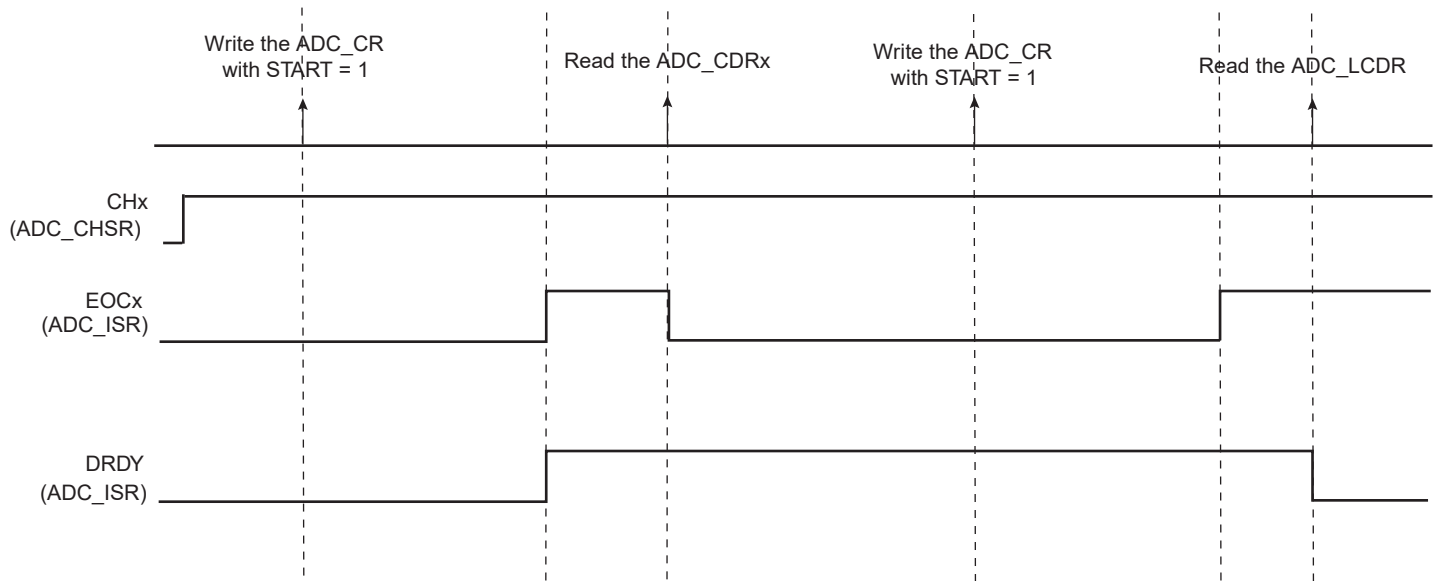 Write the ADC_CR
with START = 1
Read the ADC_CDRx
Write the ADC_CR
with START = 1
Read the ADC_LCDR
CHx
(ADC_CHSR)
EOCx
(ADC_ISR)
DRDY
(ADC_ISR)